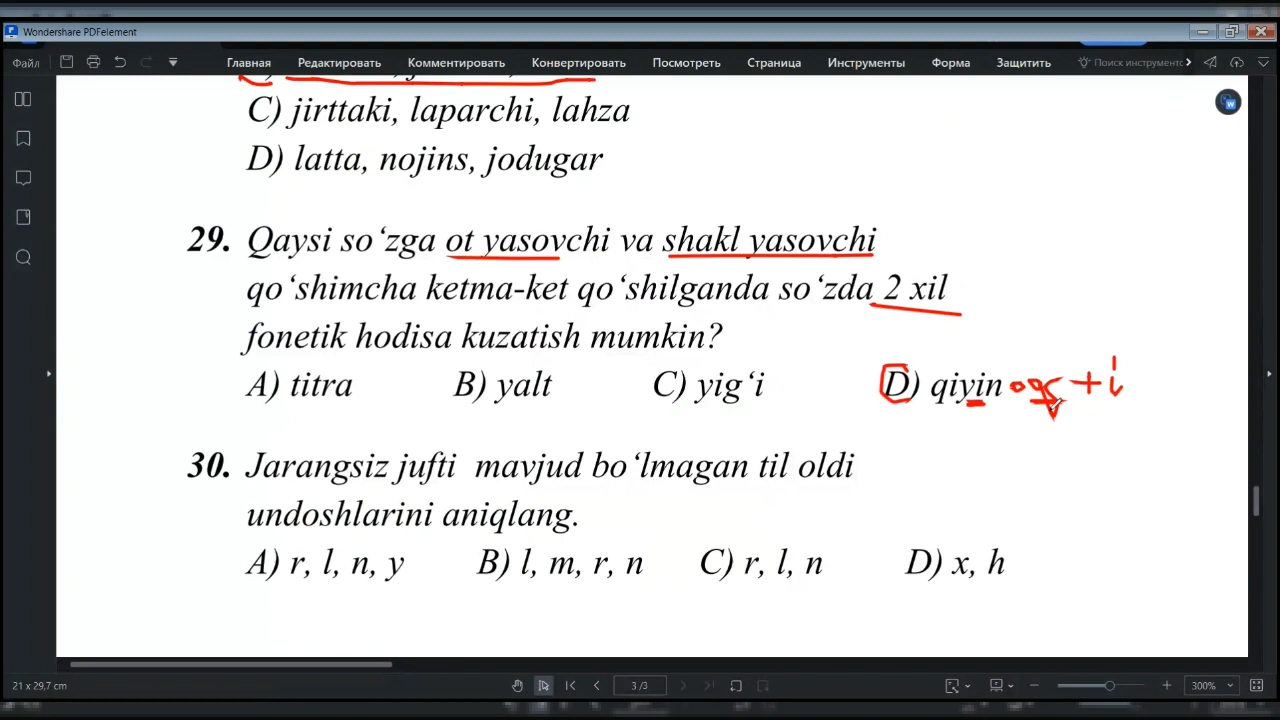 Wondershare PDFelement
Файл Главная Редактировать Комментировать Конвертировать Посмотреть Страница Инструменты Форма Защитить Поиск инструменто
C) jirttaki, laparchi, lahza
D) latta, nojins, jodugar
29. Qaysi so‘zga ot yasovchi va shakl yasovchi
qo‘shimcha ketma-ket qo‘shilganda so‘zda 2 xil
fonetik hodisa kuzatish mumkin?
A) titra B) yalt C) yig‘i D) qiyin oq + i
30. Jarangsiz jufti mavjud bo‘lmagan til oldi
undoshlarini aniqlang.
A) r, l, n, y B) l, m, r, n C) r, l, n D) x, h
21 x 29,7 cm 3 /3 300%